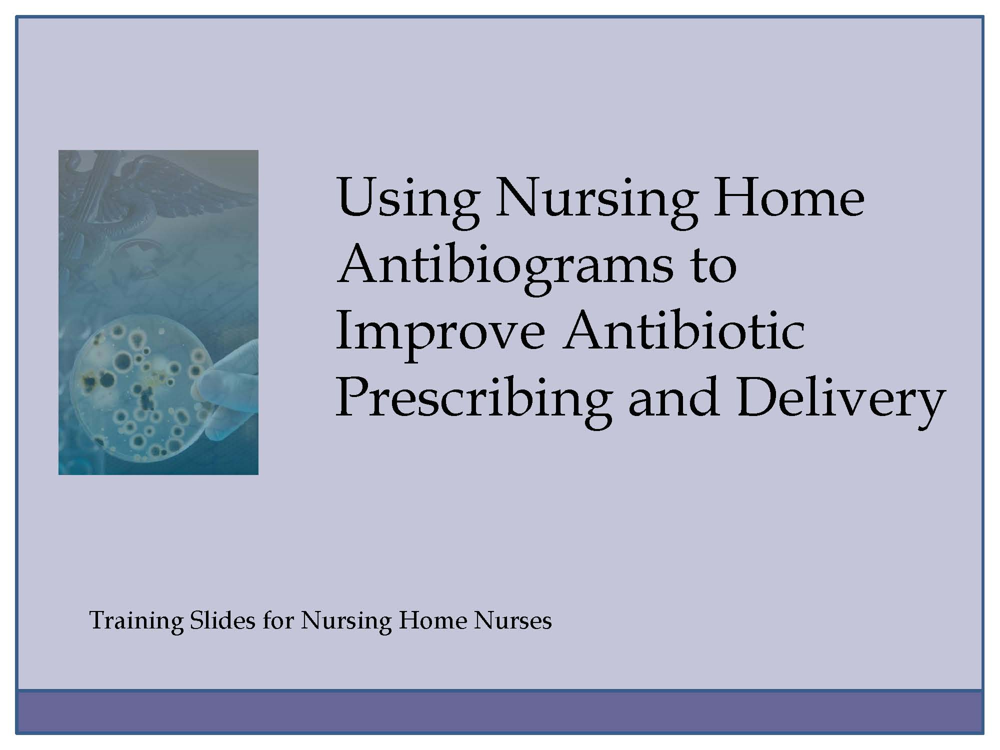 Using Nursing Home
Antibiograms to
Improve Antibiotic
Prescribing and Delivery
Training Slides for Nursing Home Nurses